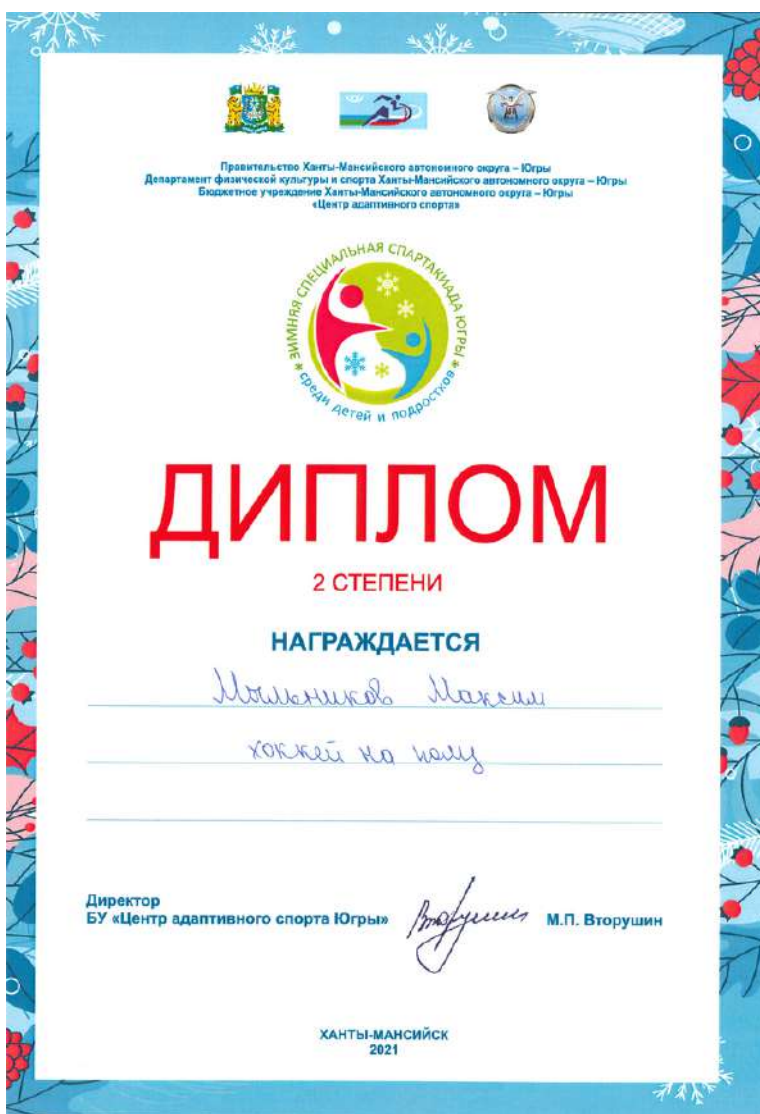 Правительство Ханты-Мансийского автономного округа – Югры
Департамент физической культуры и спорта Ханты-Мансийского автономного округа – Югры
Бюджетное учреждение Ханты-Мансийского автономного округа – Югры
«Центр адаптивного спорта»
* ЗИМНЯЯ СПЕЦИАЛЬНАЯ СПАРТАКИАДА ЮГРЫ *
среди детей и подростков
ДИПЛОМ
2 СТЕПЕНИ
НАГРАЖДАЕТСЯ
Мыльников Максим
хоккей на полу
Директор
БУ «Центр адаптивного спорта Югры» Вторушин М.П. Вторушин
ХАНТЫ-МАНСИЙСК
2021